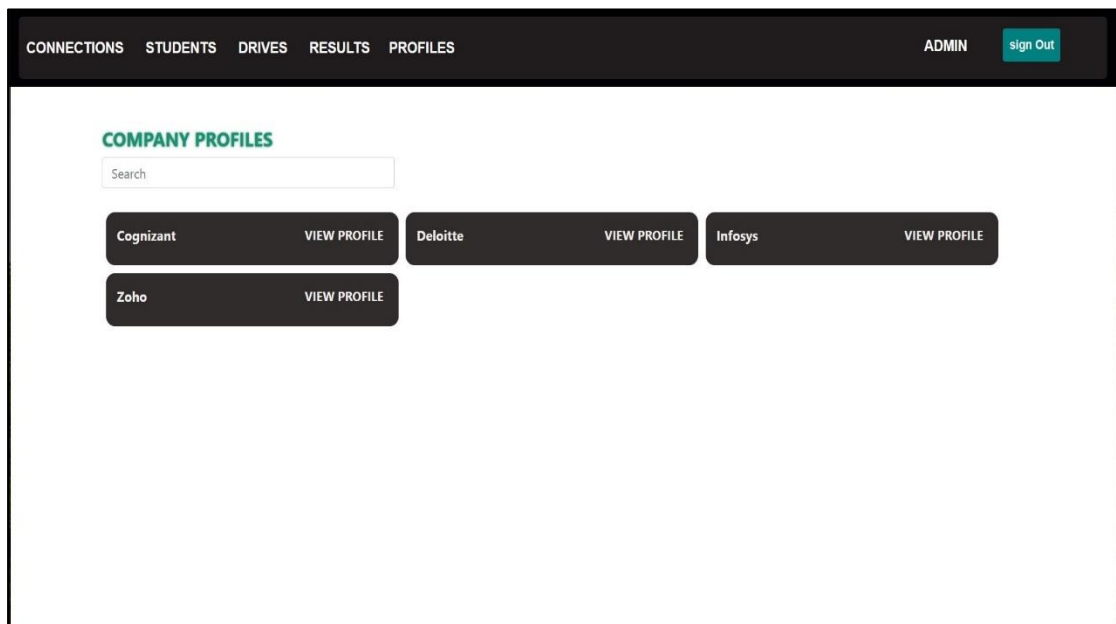 CONNECTIONS STUDENTS DRIVES RESULTS PROFILES ADMIN sign Out
COMPANY PROFILES
Search
Cognizant VIEW PROFILE Deloitte VIEW PROFILE Infosys VIEW PROFILE
Zoho VIEW PROFILE